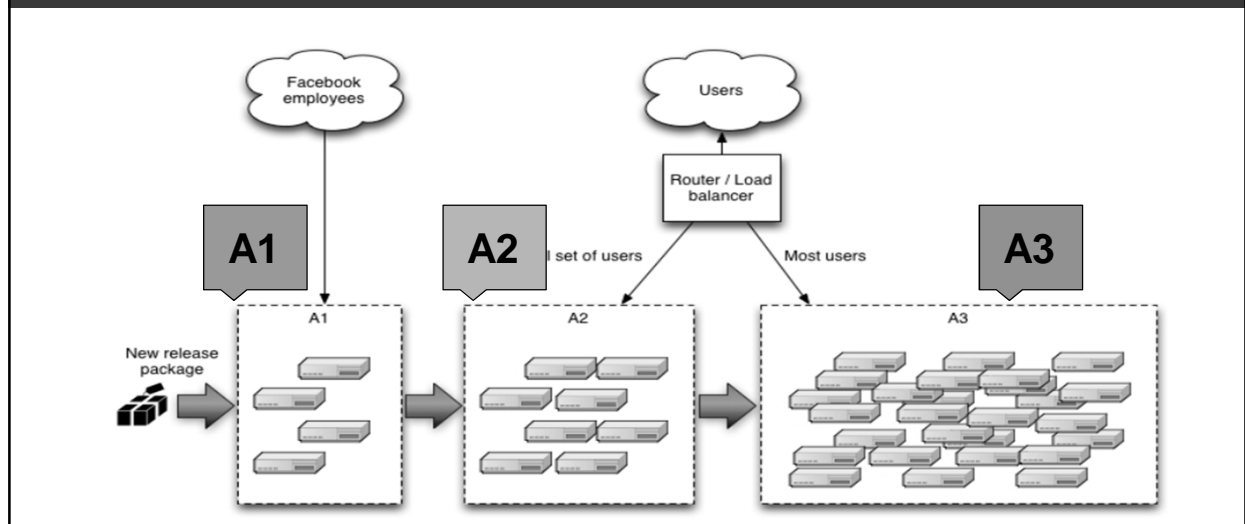 Facebook
employees
Users
Router / Load
balancer
A1
A2
set of users
Most users
A3
A1
A2
A3
New release
package